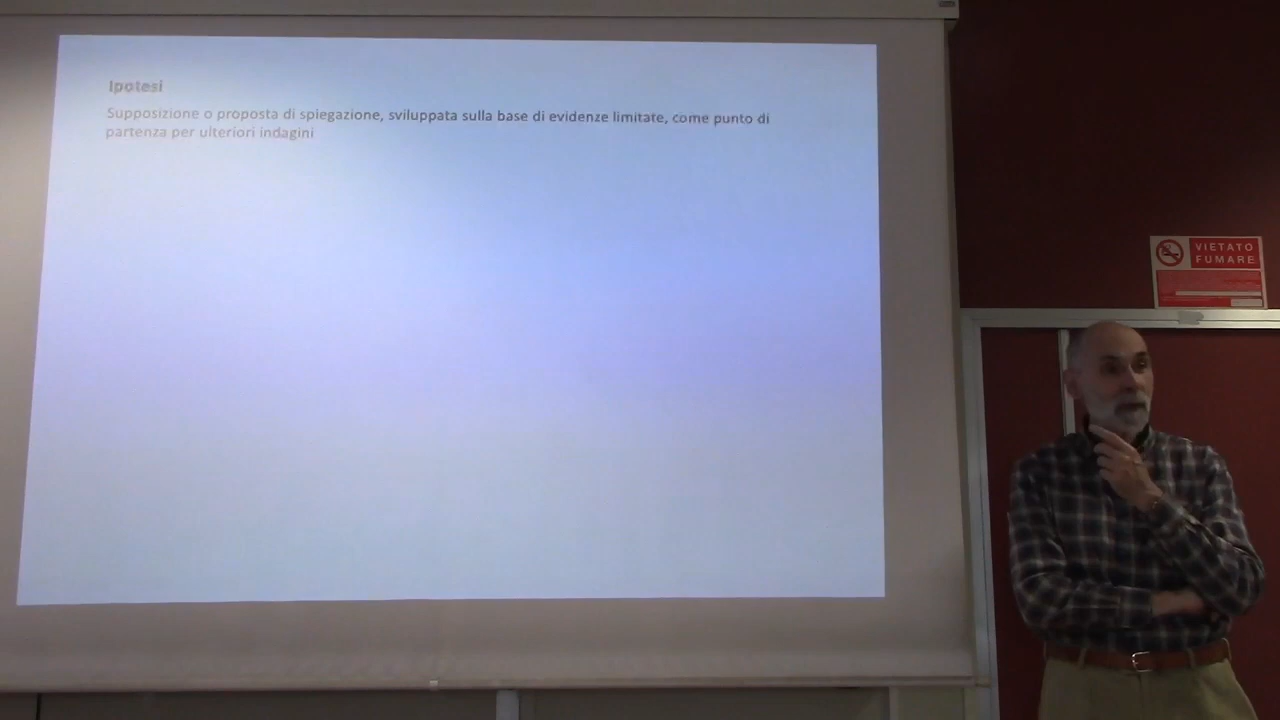 Ipotesi
Supposizione o proposta di spiegazione, sviluppata sulla base di evidenze limitate, come punto di
partenza per ulteriori indagini
VIETATO
FUMARE